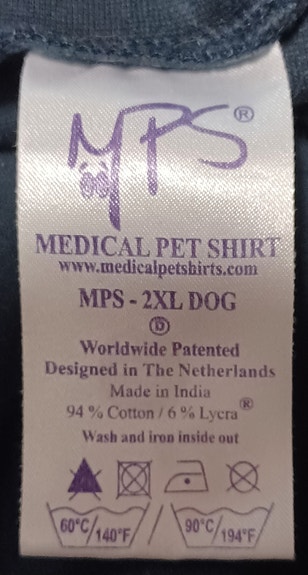 MPS®
MEDICAL PET SHIRT
www.medicalpetshirts.com
MPS - 2XL DOG
Worldwide Patented
Designed in The Netherlands
Made in India
94 % Cotton / 6 % Lycra®
Wash and iron inside out
60°C/140°F / 90°C/194°F